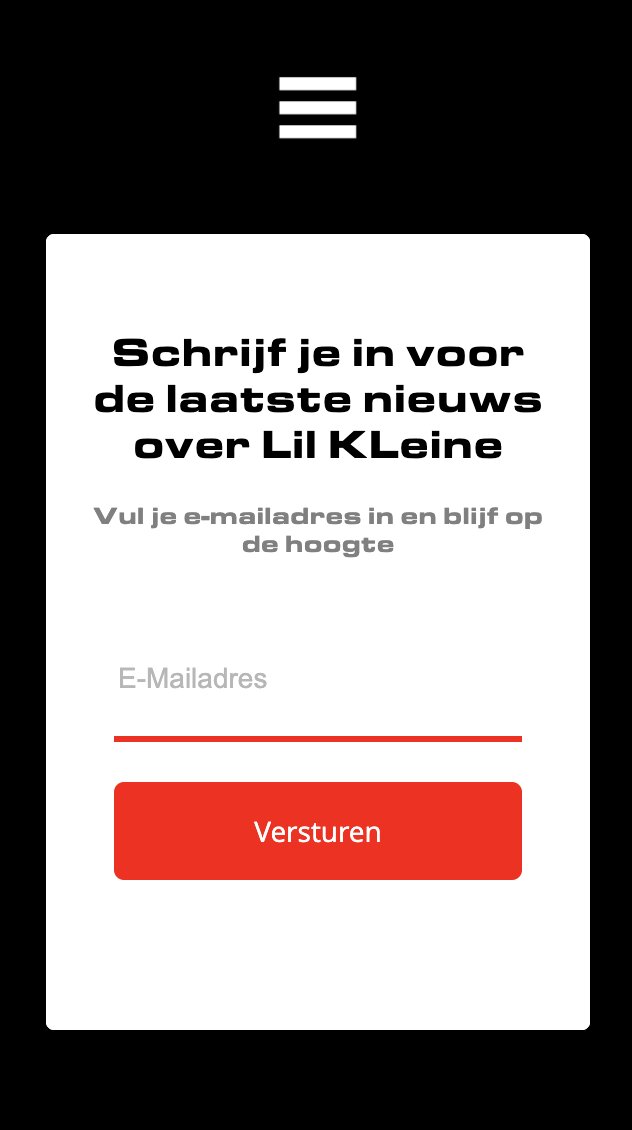 Schrijf je in voor
de laatste nieuws
over Lil KLeine
Vul je e-mailadres in en blijf op
de hoogte
E-Mailadres
Versturen